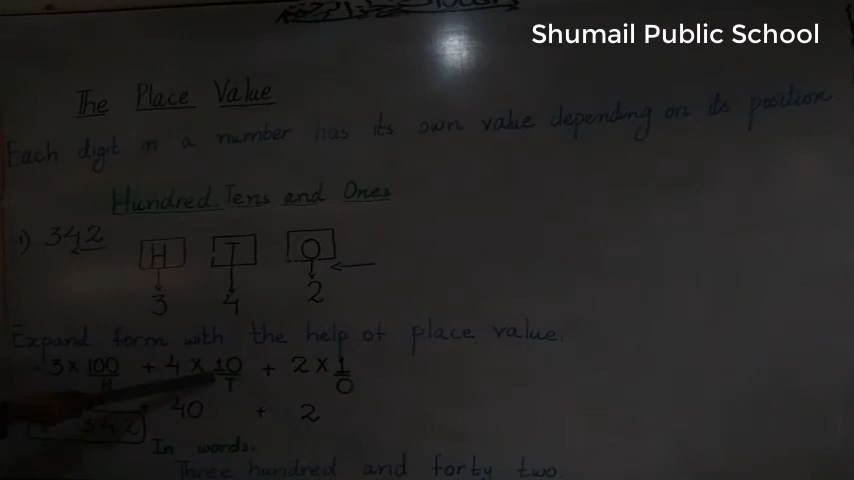 Shumail Public School
The Place Value
Each digit in a number has its own value depending on its position.
Hundred, Tens and Ones
i) 342
H T O
3 4 2
Expand form with the help of place value.
3 × 100 + 4 × 10 + 2 × 1
H T O
40 + 2
342
In words.
Three hundred and forty two